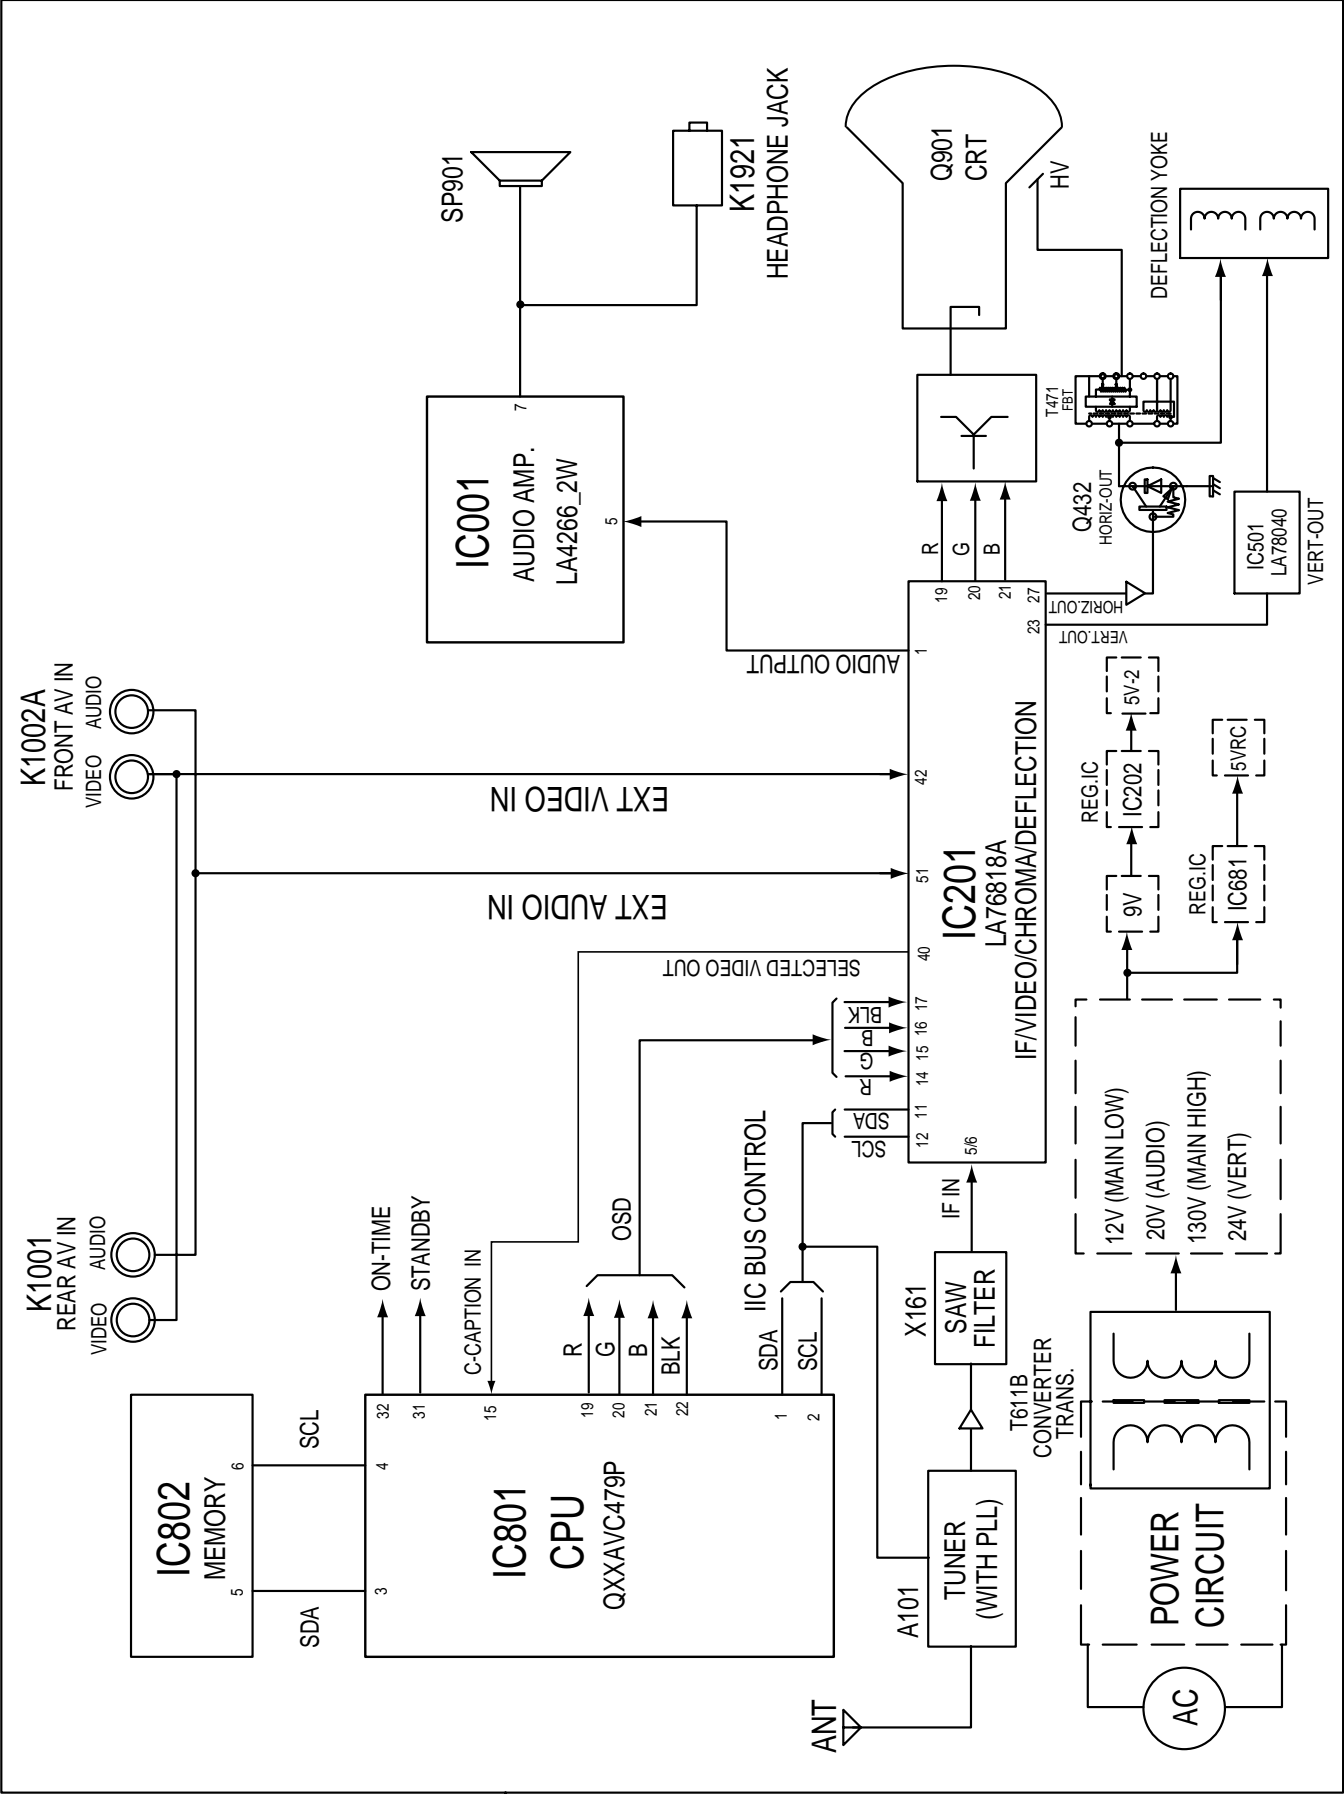 IC802
MEMORY
5
6
SDA
SCL
3
4
IC801
CPU
QXXAVC479P
32
ON-TIME
31
STANDBY
15
C-CAPTION IN
19
R
20
G
21
B
22
BLK
OSD
1
SDA
2
SCL
IIC BUS CONTROL
K1001
REAR AV IN
VIDEO
AUDIO
K1002A
FRONT AV IN
VIDEO
AUDIO
EXT VIDEO IN
EXT AUDIO IN
SELECTED VIDEO OUT
AUDIO OUTPUT
IC001
AUDIO AMP.
LA4266_2W
5
7
SP901
K1921
HEADPHONE JACK
ANT
A101
TUNER
(WITH PLL)
X161
SAW
FILTER
IF IN
5/6
SCL
SDA
R
G
B
BLK
12
11
14
15
16
17
40
51
42
1
IC201
LA76818A
IF/VIDEO/CHROMA/DEFLECTION
19
20
21
27
23
R
G
B
HORIZ.OUT
VERT.OUT
Q901
CRT
HV
T471
FBT
Q432
HORIZ-OUT
IC501
LA78040
VERT-OUT
DEFLECTION YOKE
AC
POWER
CIRCUIT
T611B
CONVERTER
TRANS.
12V (MAIN LOW)
20V (AUDIO)
130V (MAIN HIGH)
24V (VERT)
9V
REG.IC
IC202
5V-2
REG.IC
IC681
5VRC